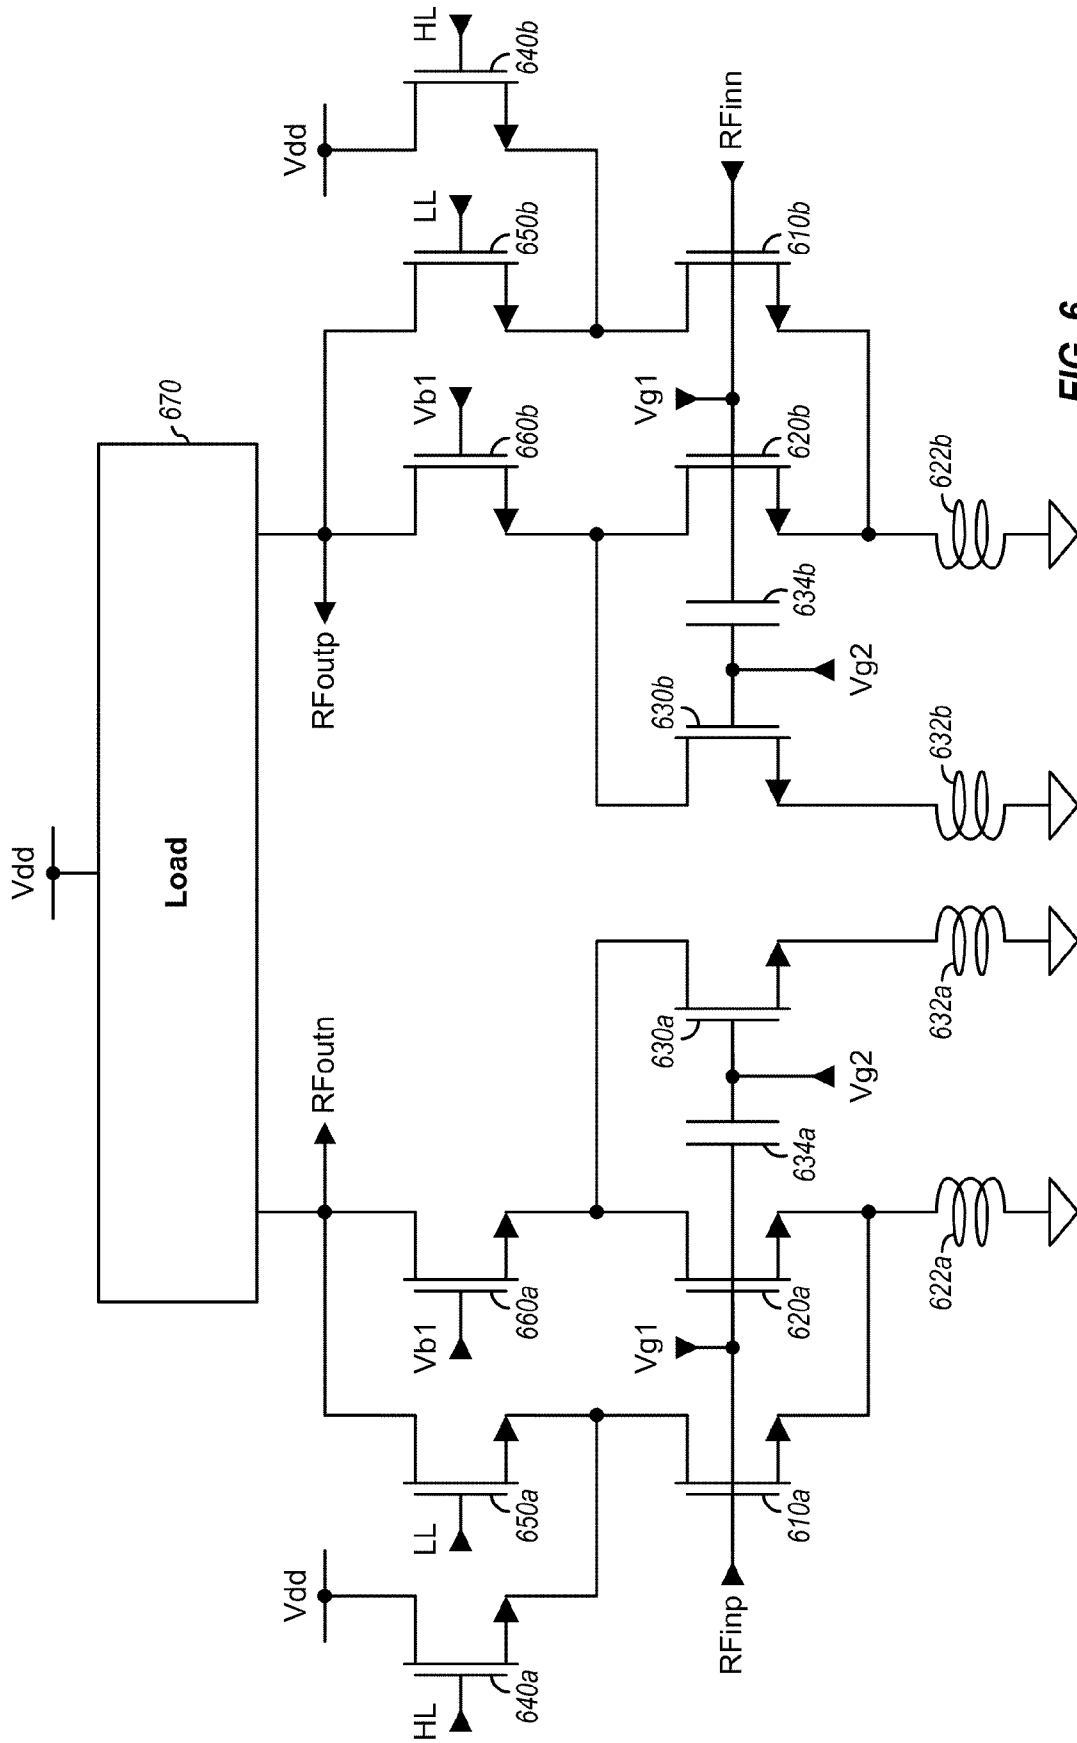 Vdd
670
Load
Vdd
RFoutn
RFoutp
Vdd
HL
LL
Vb1
Vb1
LL
HL
640a
650a
660a
660b
650b
640b
Vg1
630a
630b
Vg1
RFinp
RFinn
610a
620a
634a
634b
620b
610b
Vg2
Vg2
622a
632a
632b
622b
FIG. 6